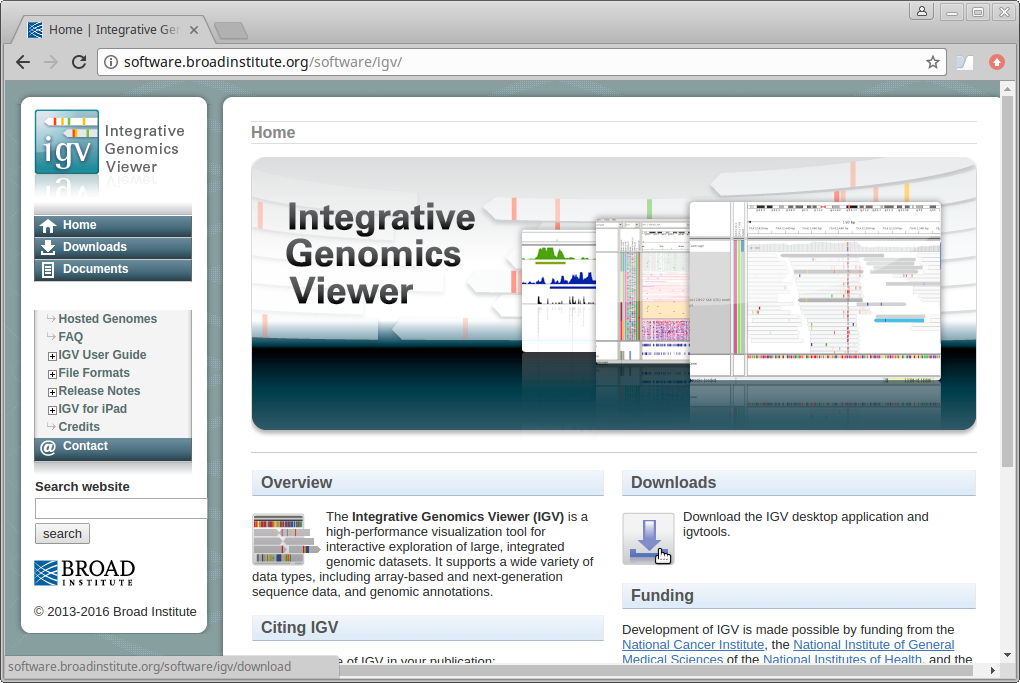 Home | Integrative Gen
software.broadinstitute.org/software/igv/
igv
Integrative
Genomics
Viewer
Home
Downloads
Documents
Hosted Genomes
FAQ
IGV User Guide
File Formats
Release Notes
IGV for iPad
Credits
@ Contact
Search website
search
BROAD
INSTITUTE
© 2013-2016 Broad Institute
Home
Integrative
Genomics
Viewer
Overview
The Integrative Genomics Viewer (IGV) is a
high-performance visualization tool for
interactive exploration of large, integrated
genomic datasets. It supports a wide variety of
data types, including array-based and next-generation
sequence data, and genomic annotations.
Citing IGV
of IGV in your publication:
Downloads
Download the IGV desktop application and
igvtools.
Funding
Development of IGV is made possible by funding from the
National Cancer Institute, the National Institute of General
Medical Sciences of the National Institutes of Health, and the
software.broadinstitute.org/software/igv/download